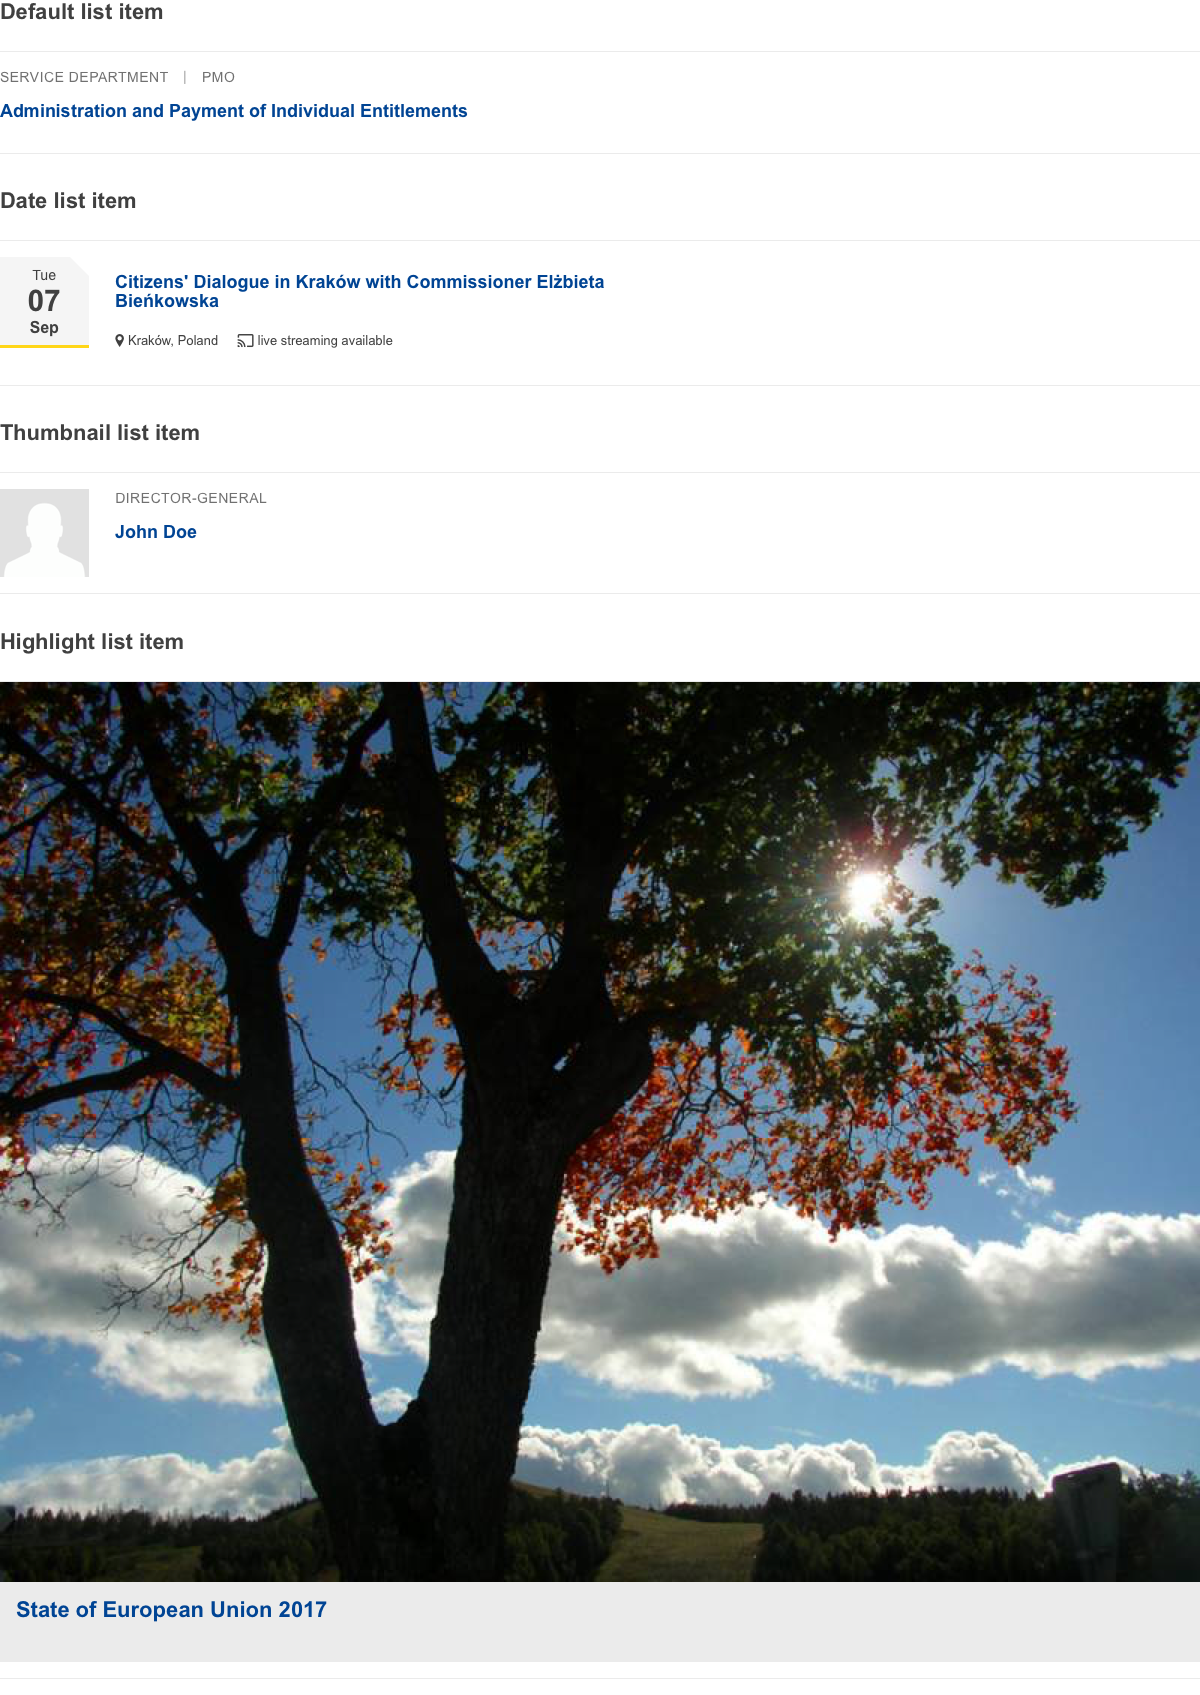 Default list item
SERVICE DEPARTMENT | PMO
Administration and Payment of Individual Entitlements
Date list item
Tue
07
Sep
Citizens' Dialogue in Kraków with Commissioner Elżbieta
Bieńkowska
Kraków, Poland live streaming available
Thumbnail list item
DIRECTOR-GENERAL
John Doe
Highlight list item
State of European Union 2017